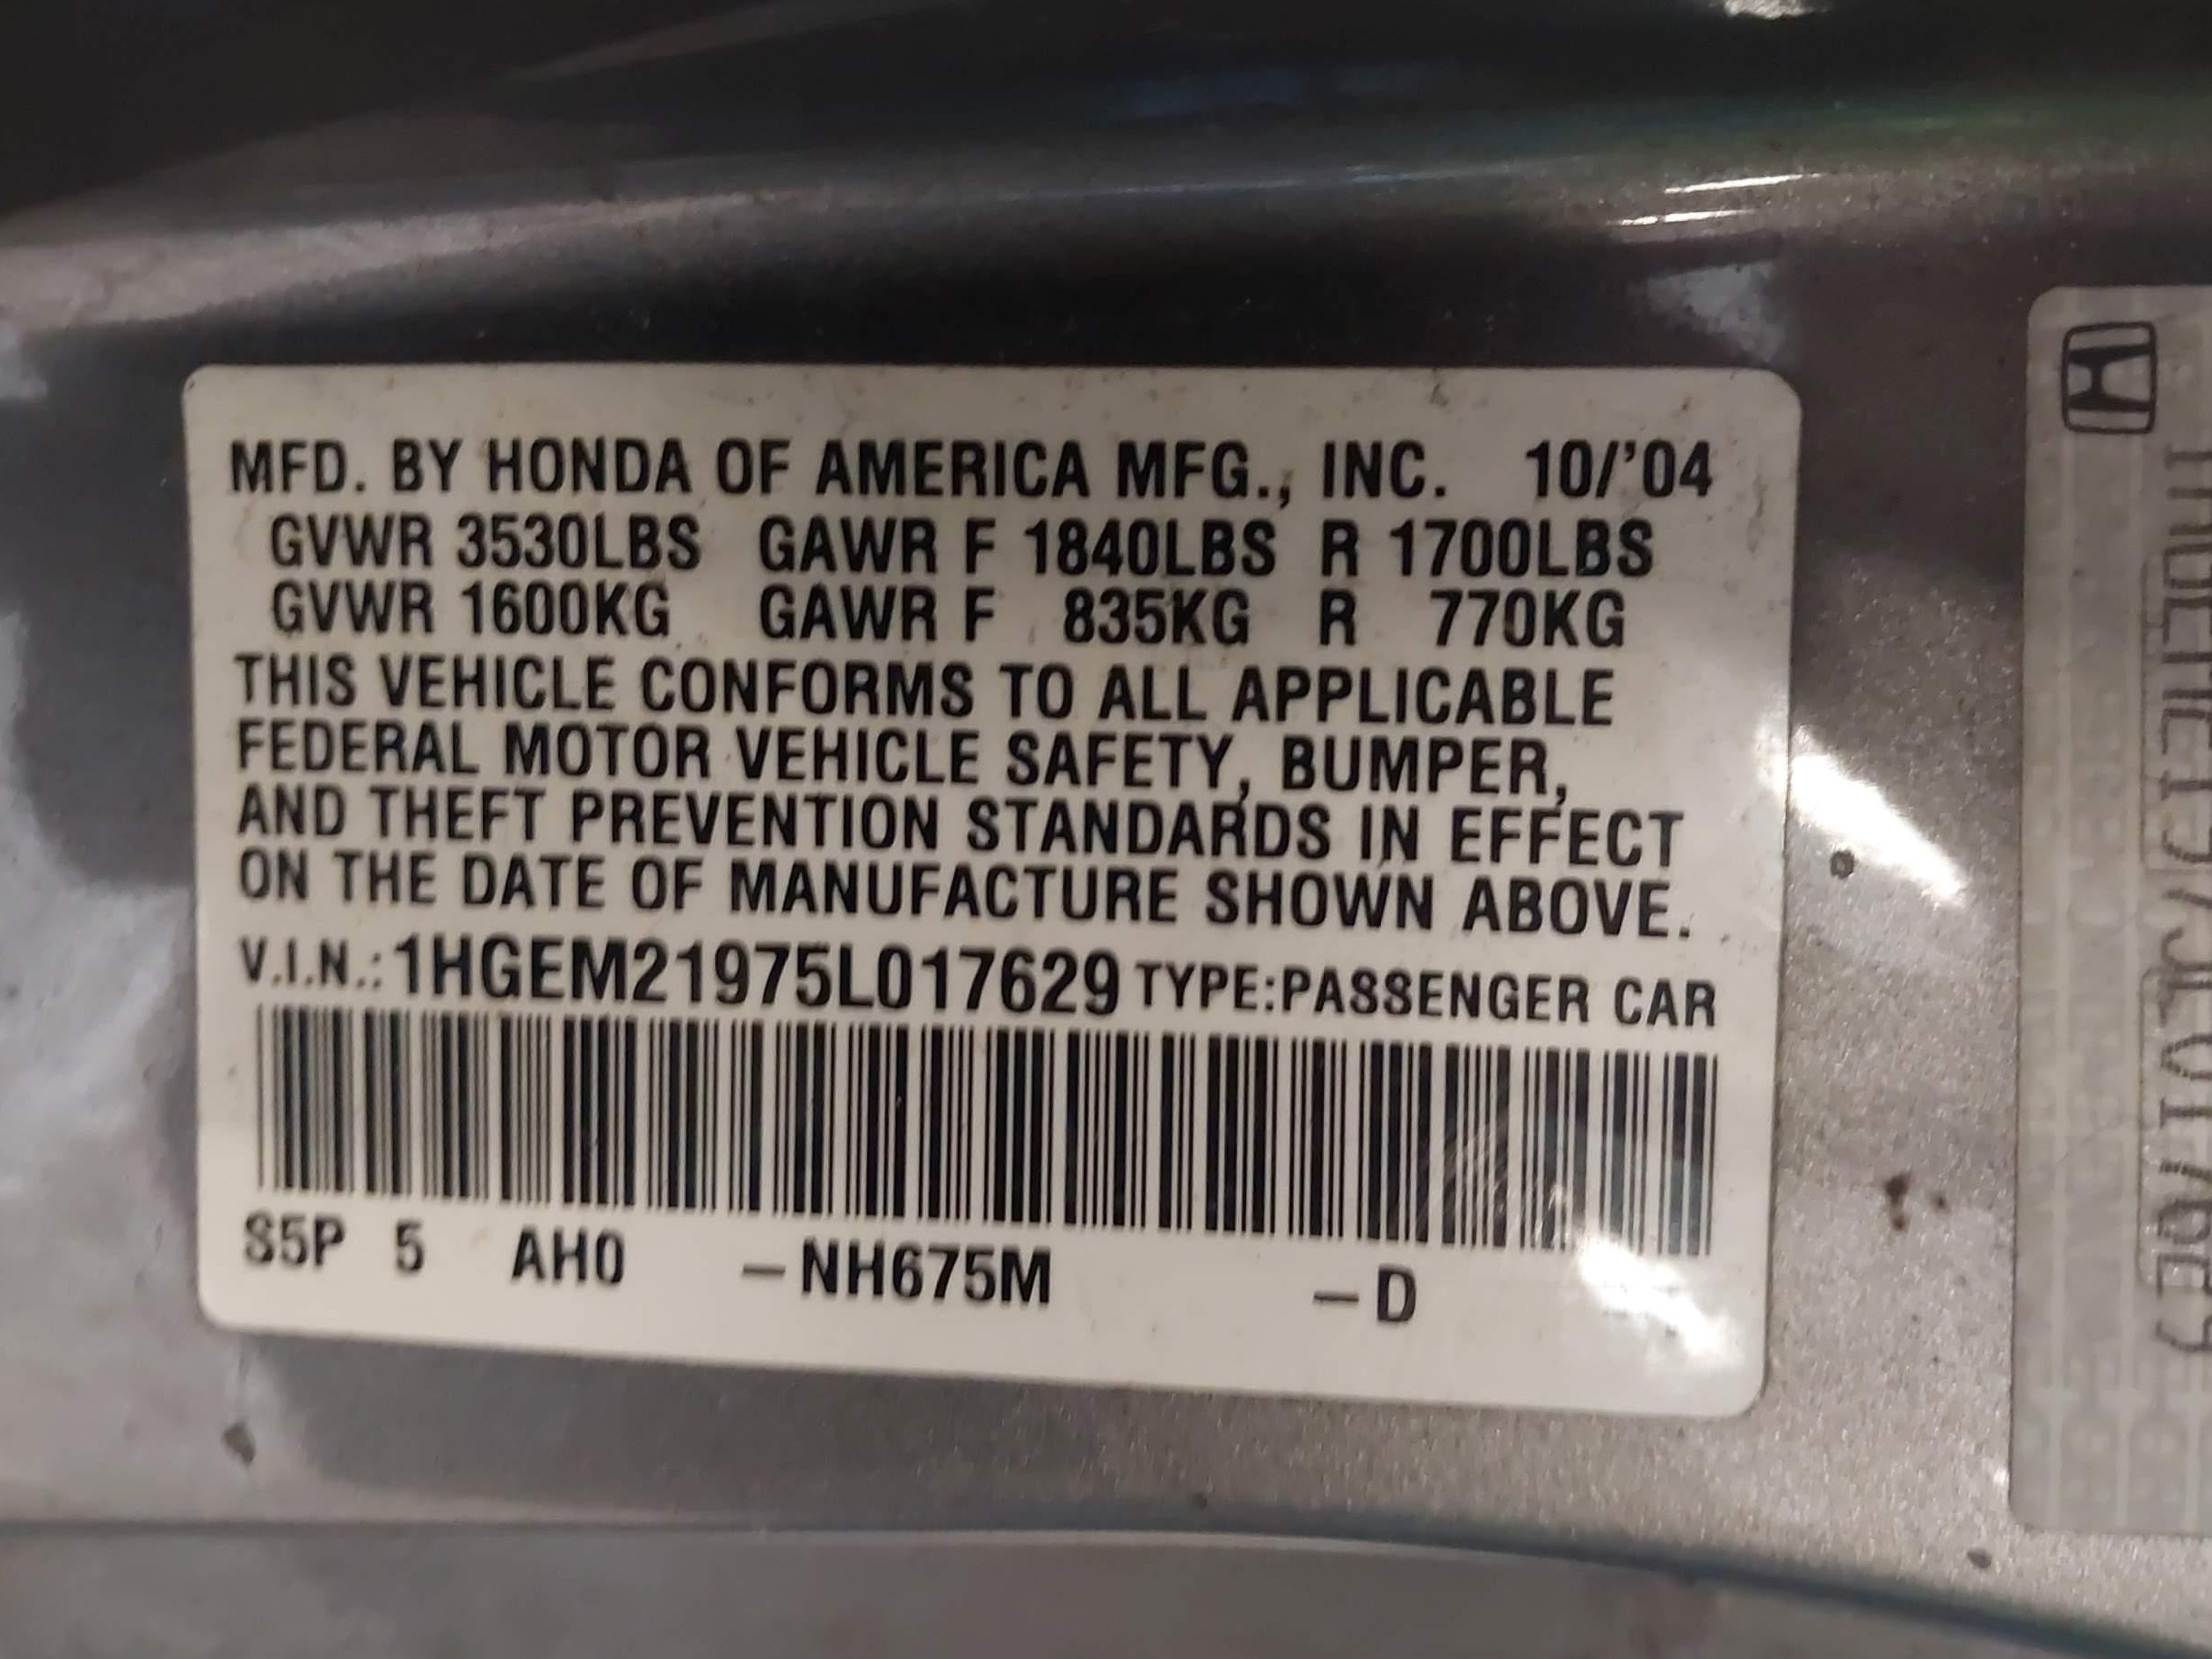 MFD. BY HONDA OF AMERICA MFG., INC. 10/'04
GVWR 3530LBS GAWR F 1840LBS R 1700LBS
GVWR 1600KG GAWR F 835KG R 770KG
THIS VEHICLE CONFORMS TO ALL APPLICABLE
FEDERAL MOTOR VEHICLE SAFETY, BUMPER,
AND THEFT PREVENTION STANDARDS IN EFFECT
ON THE DATE OF MANUFACTURE SHOWN ABOVE.
V.I.N.: 1HGEM21975L017629 TYPE:PASSENGER CAR
S5P 5 AH0 –NH675M –D